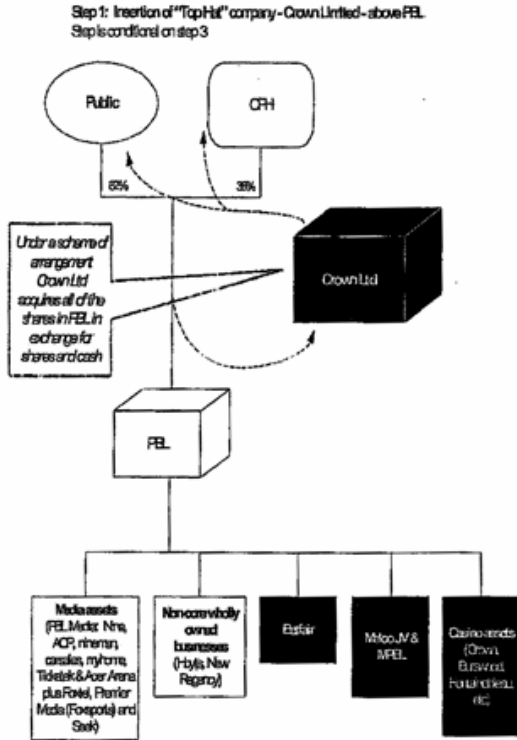 Step 1: Insertion of "Top Hat" company - Crown Limited - above PBL
Step is conditional on step 3
Public
CPH
62%
38%
Under a scheme of
arrangement
Crown Ltd
acquires all of the
shares in PBL in
exchange for
shares and cash
Crown Ltd
PBL
Media assets
(PBL Media: Nine,
ACP, ninemsn,
carsales, myhome,
Ticketek & Acer Arena
plus Foxtel, Premier
Media (Foxsports) and
Seek)
Non-core wholly
owned
businesses
(Hoyts, New
Regency)
Betfair
Melco JV &
MPBL
Casino assets
(Crown,
Burswood,
Fontainebleau,
etc)